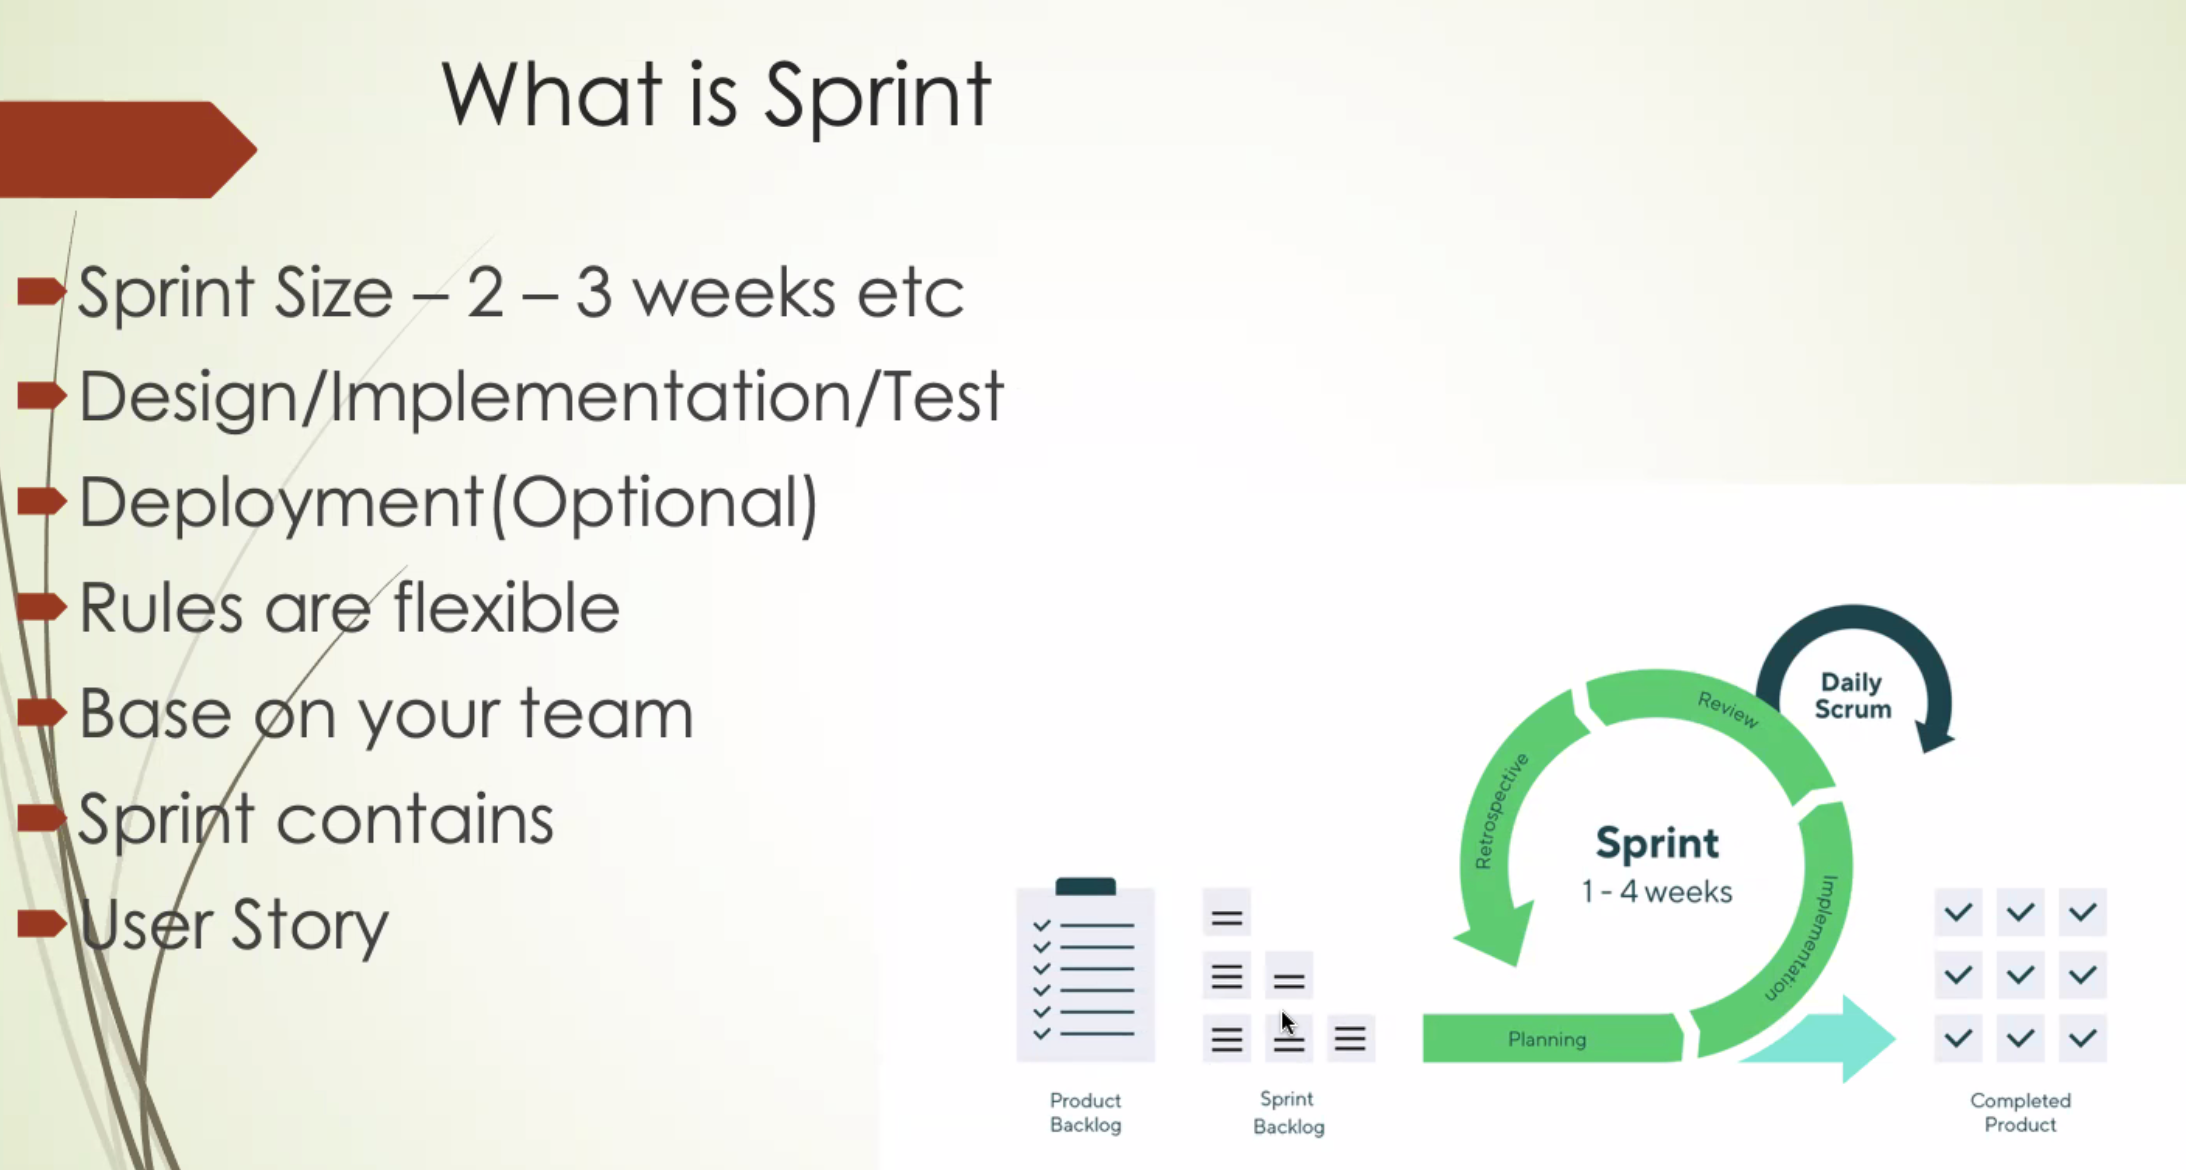 What is Sprint
Sprint Size – 2 – 3 weeks etc
Design/Implementation/Test
Deployment(Optional)
Rules are flexible
Base on your team
Sprint contains
User Story
Product
Backlog
Sprint
Backlog
Planning
Implementation
Review
Retrospective
Sprint
1 - 4 weeks
Daily
Scrum
Completed
Product